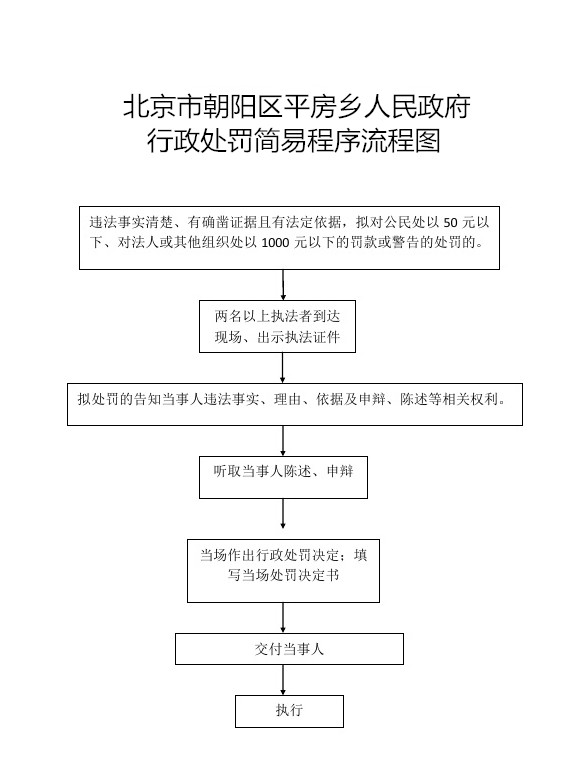 北京市朝阳区平房乡人民政府
行政处罚简易程序流程图
违法事实清楚、有确凿证据且有法定依据，拟对公民处以 50 元以
下、对法人或其他组织处以 1000 元以下的罚款或警告的处罚的。
两名以上执法者到达
现场、出示执法证件
拟处罚的告知当事人违法事实、理由、依据及申辩、陈述等相关权利。
听取当事人陈述、申辩
当场作出行政处罚决定；填
写当场处罚决定书
交付当事人
执行